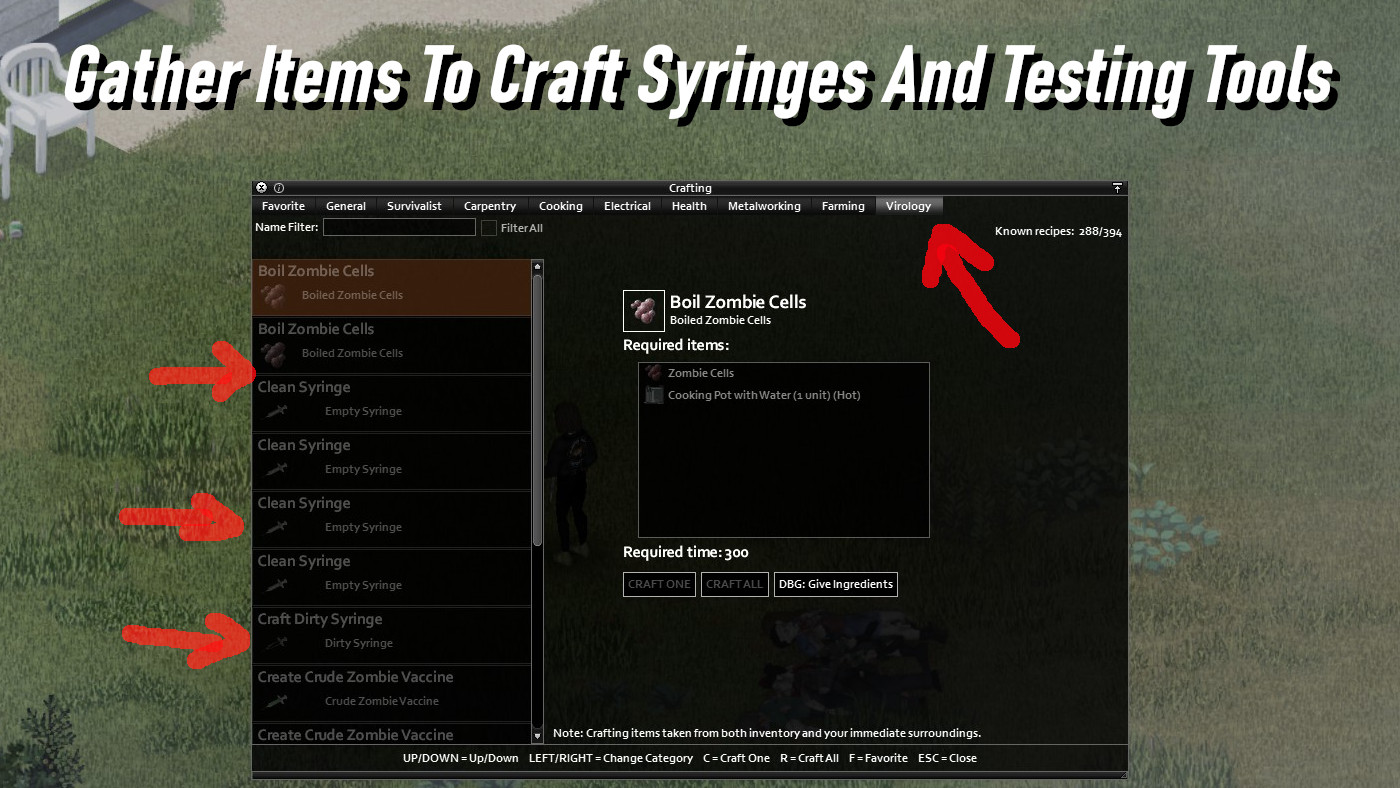 Gather Items To Craft Syringes And Testing Tools
Crafting
Favorite General Survivalist Carpentry Cooking Electrical Health Metalworking Farming Virology
Name Filter: Filter All
Known recipes: 288/394
Boil Zombie Cells
Boiled Zombie Cells
Boil Zombie Cells
Boiled Zombie Cells
Clean Syringe
Empty Syringe
Clean Syringe
Empty Syringe
Clean Syringe
Empty Syringe
Clean Syringe
Empty Syringe
Craft Dirty Syringe
Dirty Syringe
Create Crude Zombie Vaccine
Crude Zombie Vaccine
Create Crude Zombie Vaccine
Boil Zombie Cells
Boiled Zombie Cells
Required items:
Zombie Cells
Cooking Pot with Water (1 unit) (Hot)
Required time: 300
CRAFT ONE CRAFT ALL DBG: Give Ingredients
Note: Crafting items taken from both inventory and your immediate surroundings.
UP/DOWN = Up/Down LEFT/RIGHT = Change Category C = Craft One R = Craft All F = Favorite ESC = Close